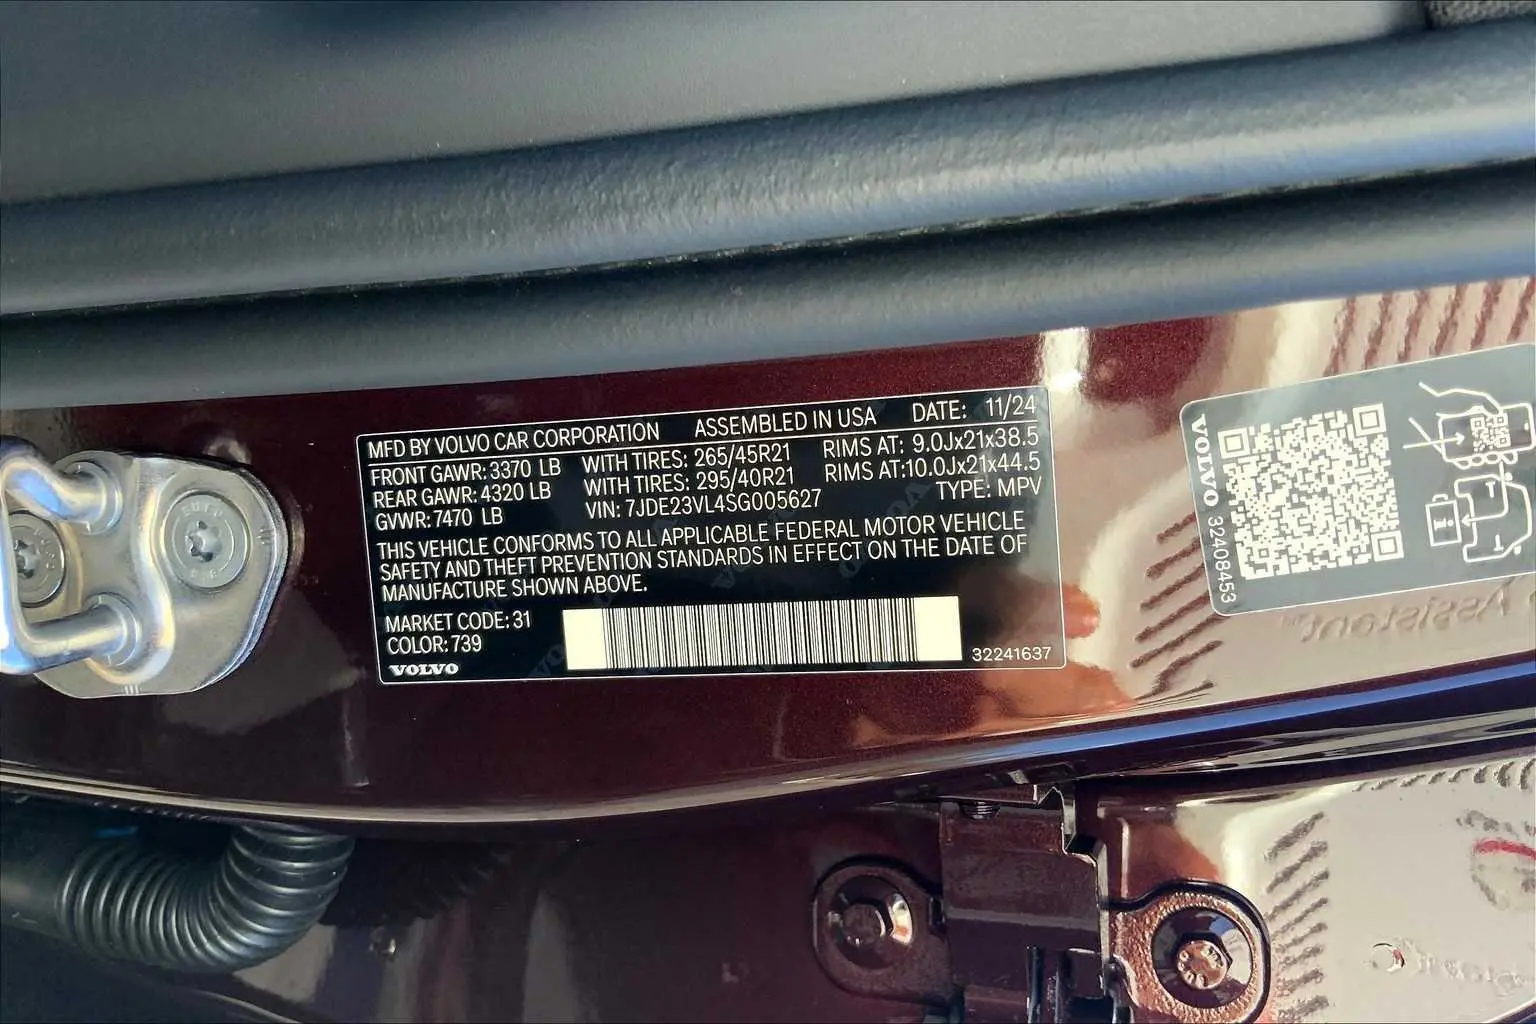 MFD BY VOLVO CAR CORPORATION ASSEMBLED IN USA DATE: 11/24
FRONT GAWR: 3370 LB WITH TIRES: 265/45R21 RIMS AT: 9.0Jx21x38.5
REAR GAWR: 4320 LB WITH TIRES: 295/40R21 RIMS AT:10.0Jx21x44.5
GVWR: 7470 LB VIN: 7JDE23VL4SG005627 TYPE: MPV
THIS VEHICLE CONFORMS TO ALL APPLICABLE FEDERAL MOTOR VEHICLE
SAFETY AND THEFT PREVENTION STANDARDS IN EFFECT ON THE DATE OF
MANUFACTURE SHOWN ABOVE.
MARKET CODE: 31
COLOR: 739
VOLVO
32241637
VOLVO 32408453